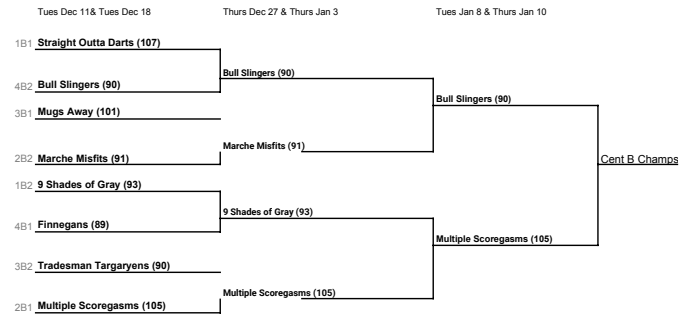 Tues Dec 11& Tues Dec 18 Thurs Dec 27 & Thurs Jan 3 Tues Jan 8 & Thurs Jan 10
1B1 Straight Outta Darts (107)
Bull Slingers (90)
4B2 Bull Slingers (90)
Bull Slingers (90)
3B1 Mugs Away (101)
Marche Misfits (91)
2B2 Marche Misfits (91)
Cent B Champs
1B2 9 Shades of Gray (93)
9 Shades of Gray (93)
4B1 Finnegans (89)
Multiple Scoregasms (105)
3B2 Tradesman Targaryens (90)
Multiple Scoregasms (105)
2B1 Multiple Scoregasms (105)